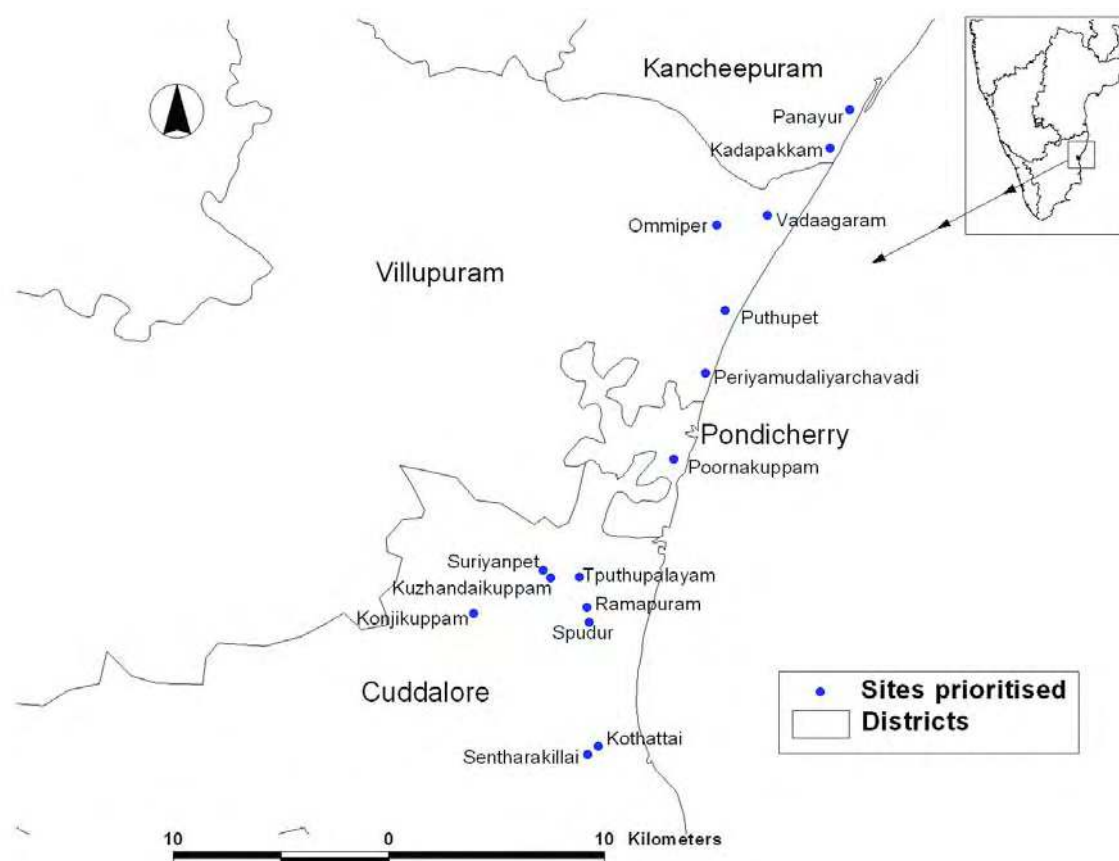 Kancheepuram
Panayur
Kadapakkam
Vadaagaram
Ommiper
Villupuram
Puthupet
Periyamudaliyarchavadi
Pondicherry
Poornakuppam
Suriyanpet
Tputhupalayam
Kuzhandaikuppam
Ramapuram
Konjikuppam
Spudur
Cuddalore
Sites prioritised
Districts
Kothattai
Sentharakillai
10 0 10 Kilometers